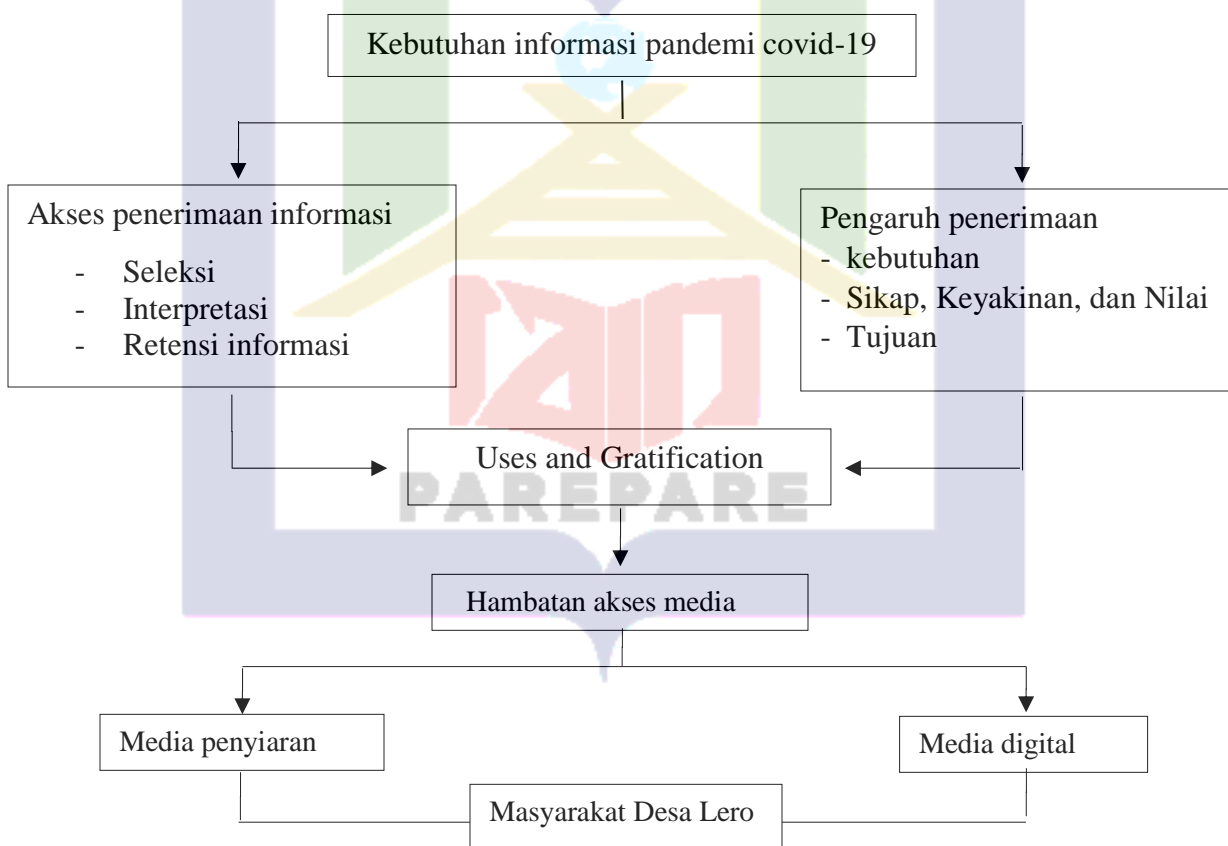 Kebutuhan informasi pandemi covid-19
Akses penerimaan informasi
- Seleksi
- Interpretasi
- Retensi informasi
Pengaruh penerimaan
- kebutuhan
- Sikap, Keyakinan, dan Nilai
- Tujuan
Uses and Gratification
PAREPARE
Hambatan akses media
Media penyiaran
Media digital
Masyarakat Desa Lero